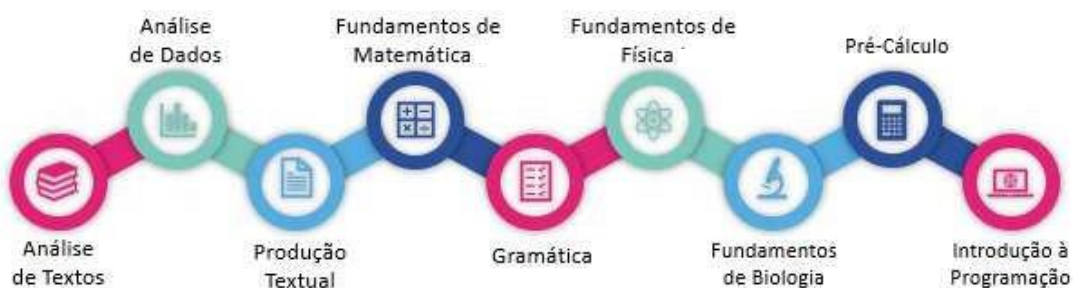 Análise
de Textos
Análise
de Dados
Produção
Textual
Fundamentos de
Matemática
Gramática
Fundamentos de
Física
Fundamentos
de Biologia
Pré-Cálculo
Introdução à
Programação